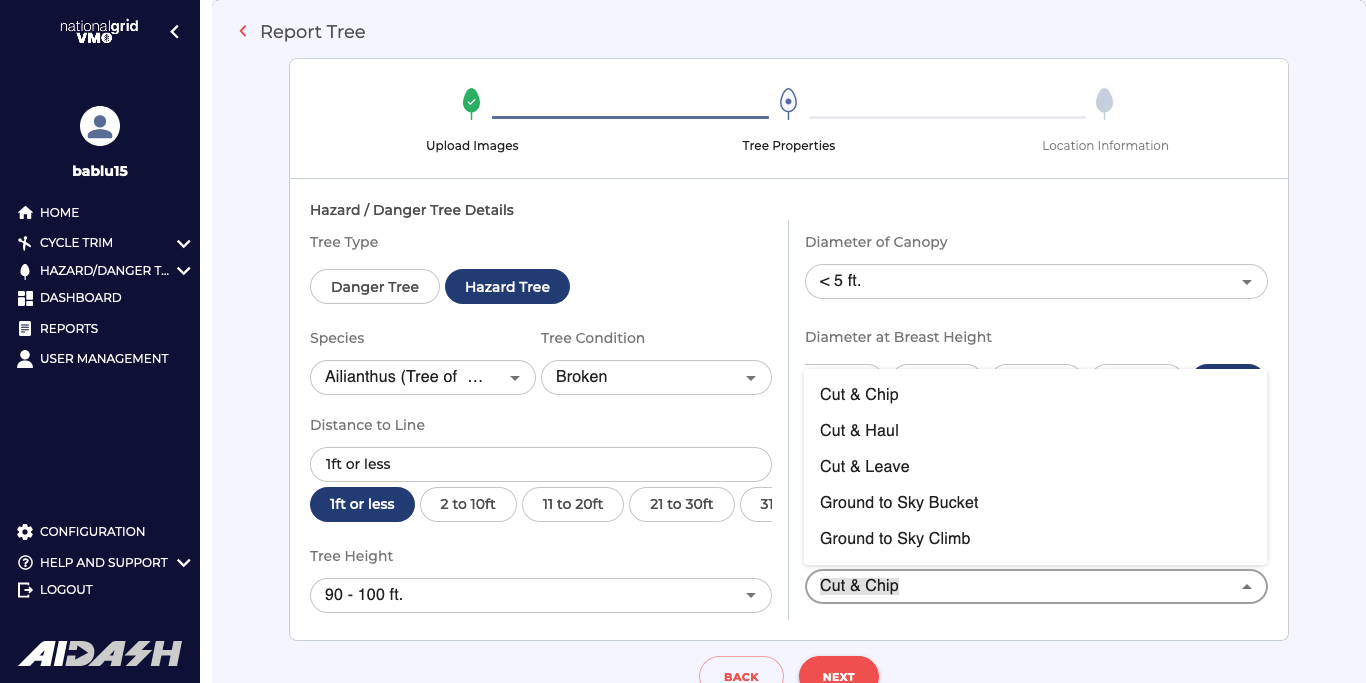 nationalgrid
VM
bablu15
HOME
CYCLE TRIM
HAZARD/DANGER T...
DASHBOARD
REPORTS
USER MANAGEMENT
CONFIGURATION
HELP AND SUPPORT
LOGOUT
AIDASH
Report Tree
Upload Images
Tree Properties
Location Information
Hazard / Danger Tree Details
Tree Type
Danger Tree
Hazard Tree
Species
Tree Condition
Ailianthus (Tree of ...
Broken
Distance to Line
1ft or less
1ft or less
2 to 10ft
11 to 20ft
21 to 30ft
31
Tree Height
90 - 100 ft.
Diameter of Canopy
< 5 ft.
Diameter at Breast Height
Cut & Chip
Cut & Haul
Cut & Leave
Ground to Sky Bucket
Ground to Sky Climb
Cut & Chip
BACK
NEXT